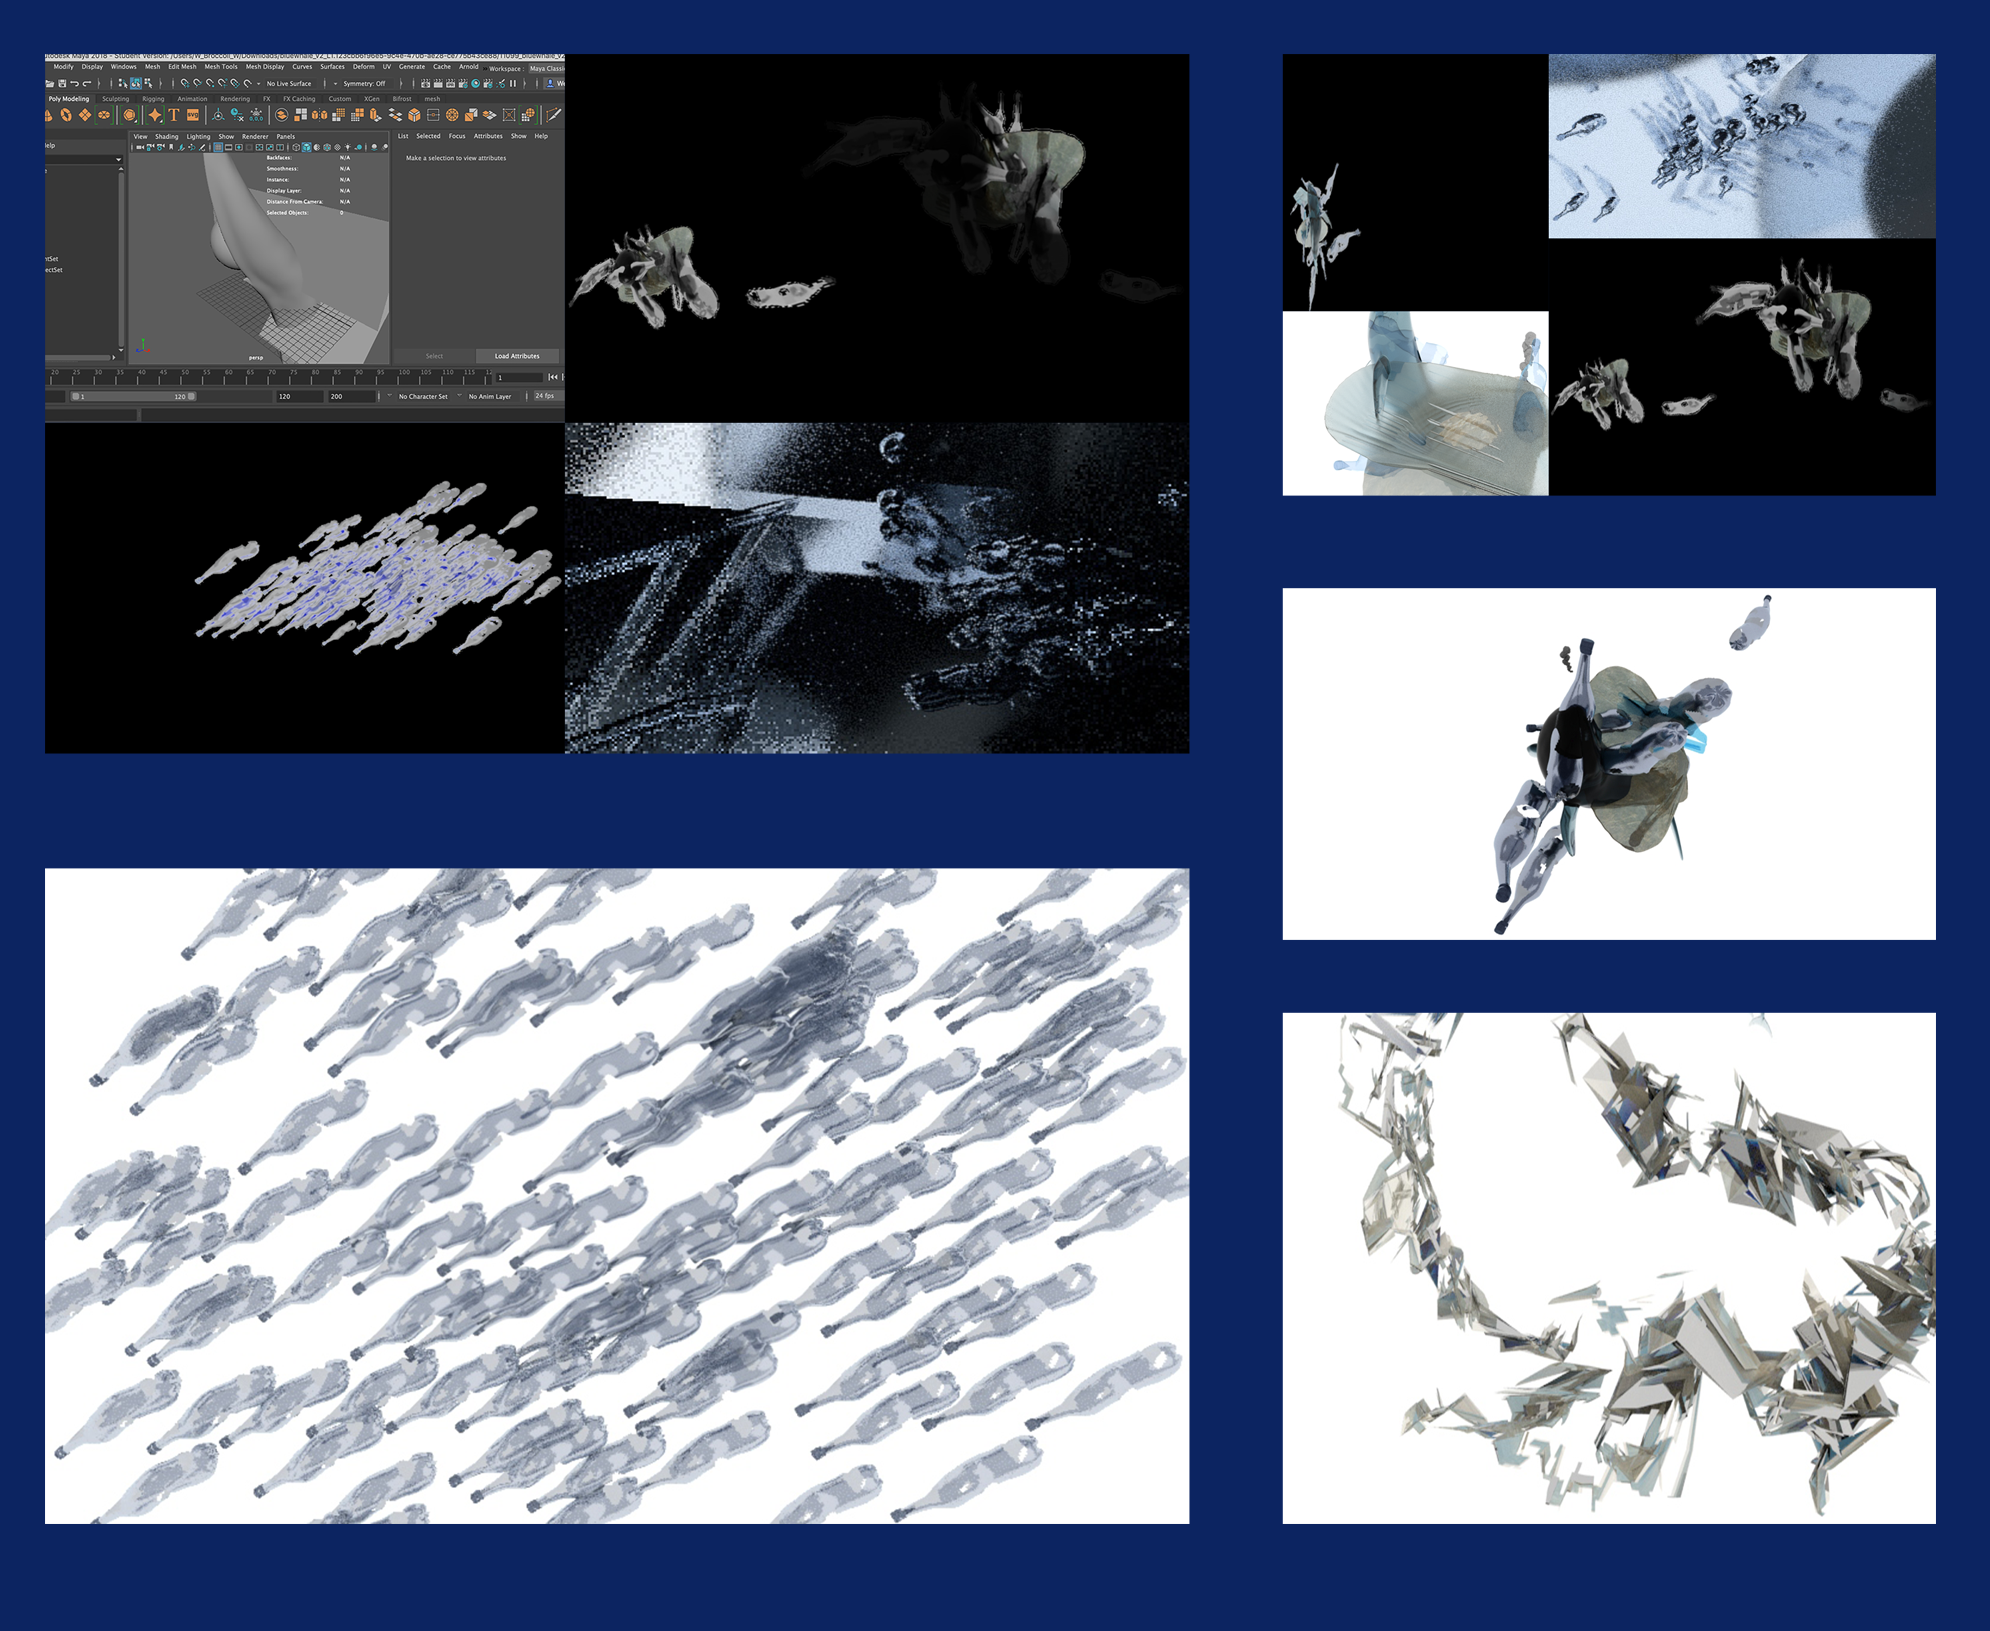 Autodesk Maya 2018 - Student Version: /Users/W_Broccoli_W/Downloads/bluewhale_v2_L1.
Modify Display Windows Mesh Edit Mesh Mesh Tools Mesh Display Curves Surfaces Deform UV Generate Cache Arnold Workspace : Maya Classic
No Live Surface Symmetry: Off
Poly Modeling Sculpting Rigging Animation Rendering FX FX Caching Custom XGen Bifrost mesh
View Shading Lighting Show Renderer Panels
List Selected Focus Attributes Show Help
Help
Make a selection to view attributes
Backfaces: N/A
Smoothness: N/A
Instance: N/A
Display Layer: N/A
Distance From Camera: N/A
Selected Objects: 0
persp
Select Load Attributes
20 25 30 35 40 45 50 55 60 65 70 75 80 85 90 95 100 105 110 115 1
1 120 120 200 No Character Set No Anim Layer 24 fps